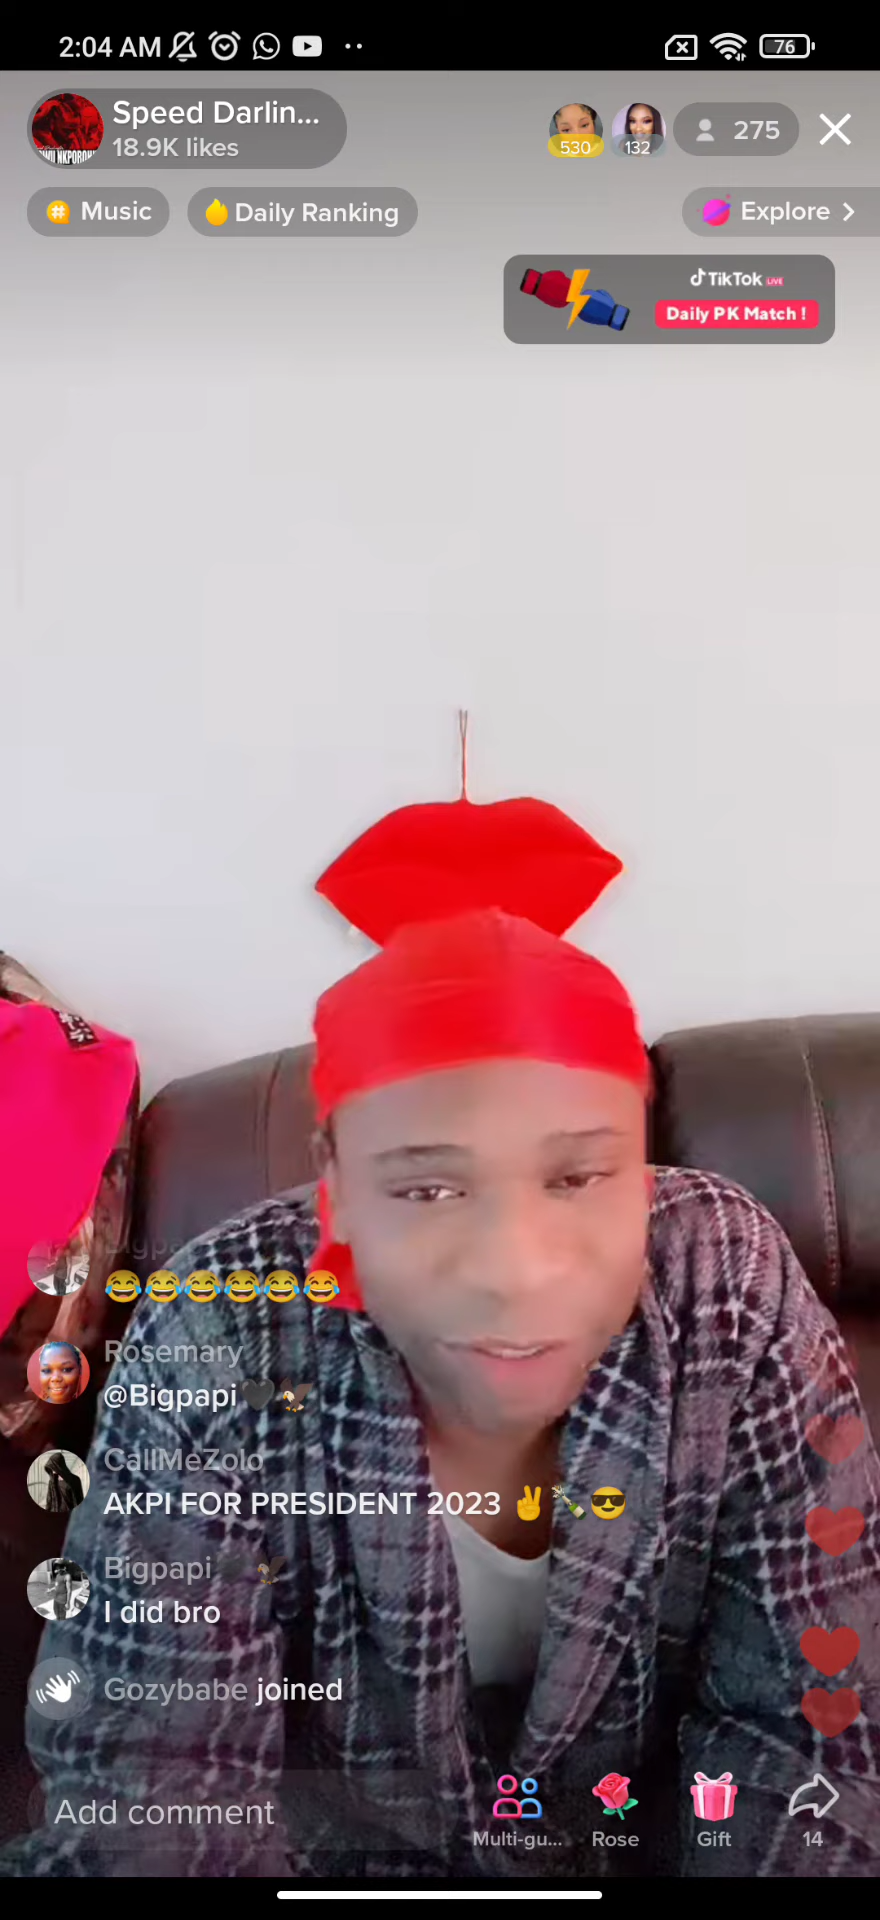 2:04 AM
76
Speed Darlin...
18.9K likes
530
132
275
Music
Daily Ranking
Explore
TikTok LIVE
Daily PK Match !
😂😂😂😂😂😂
Rosemary
@Bigpapi🖤🦅
CallMeZolo
AKPI FOR PRESIDENT 2023 ✌🍾😎
Bigpapi🖤🦅
I did bro
Gozybabe joined
Add comment
Multi-gu...
Rose
Gift
14